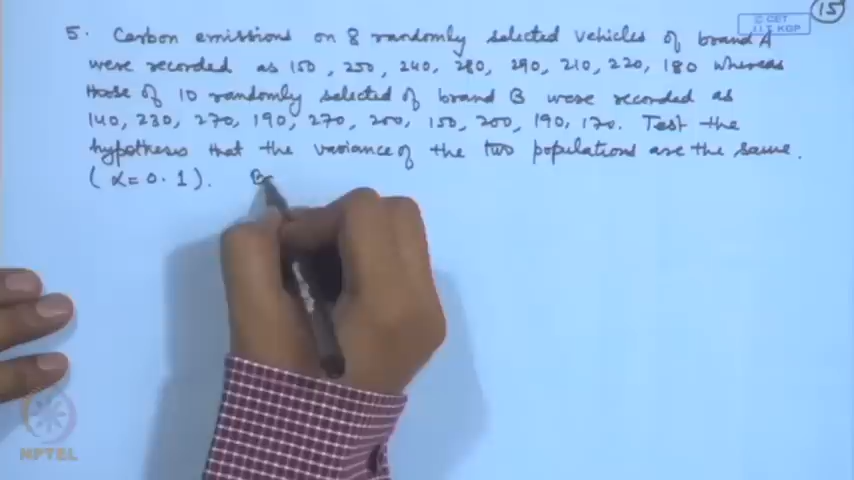 15
© CET
I.I.T. KGP
5. Carbon emissions on 8 randomly selected vehicles of brand A
were recorded as 150, 250, 240, 280, 290, 210, 220, 180 whereas
those of 10 randomly selected of brand B were recorded as
140, 230, 270, 190, 270, 200, 150, 200, 190, 170. Test the
hypothesis that the variance of the two populations are the same.
(α = 0.1).
NPTEL